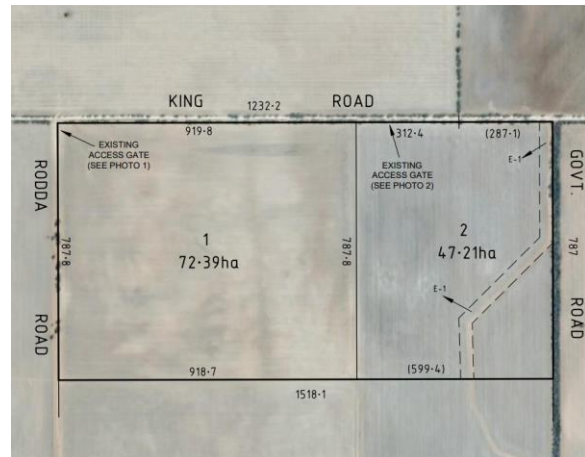 KING ROAD
1232·2
919·8
312·4
(287·1)
EXISTING
ACCESS GATE
(SEE PHOTO 1)
EXISTING
ACCESS GATE
(SEE PHOTO 2)
E-1
RODDA ROAD
787·8
1
72·39ha
787·8
2
47·21ha
GOVT. ROAD
787
E-1
918·7
(599·4)
1518·1